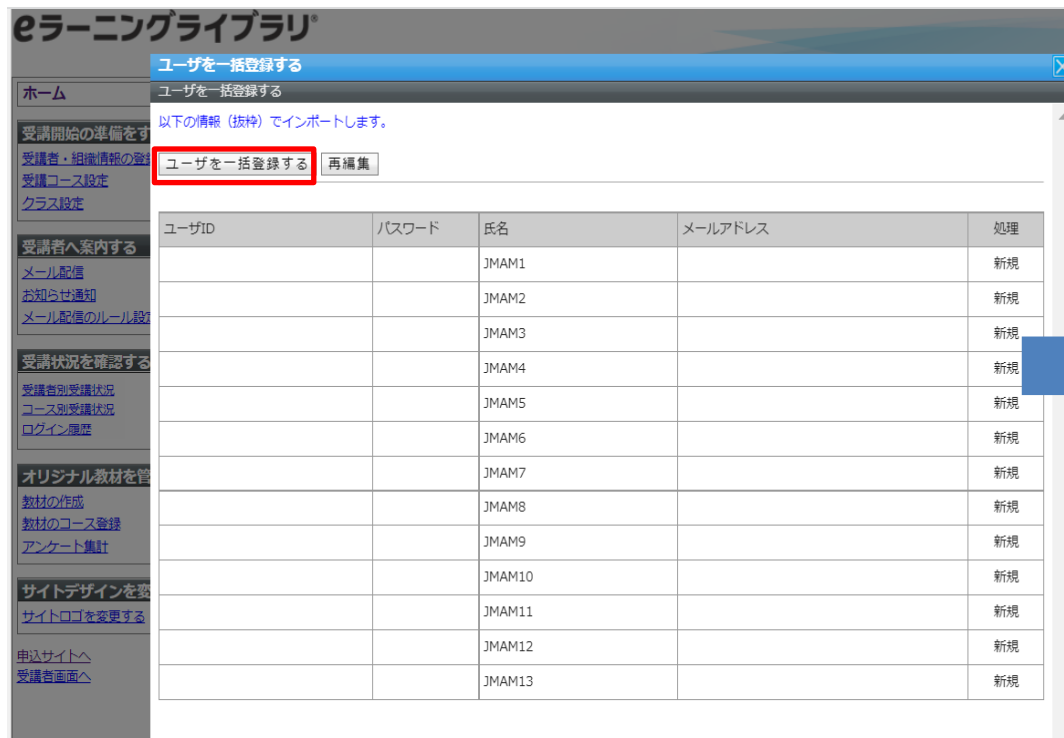 eラーニングライブラリ®
ユーザを一括登録する
ユーザを一括登録する
以下の情報（抜粋）でインポートします。
ユーザを一括登録する 再編集
ユーザID パスワード 氏名 メールアドレス 処理
JMAM1 新規
JMAM2 新規
JMAM3 新規
JMAM4 新規
JMAM5 新規
JMAM6 新規
JMAM7 新規
JMAM8 新規
JMAM9 新規
JMAM10 新規
JMAM11 新規
JMAM12 新規
JMAM13 新規
ホーム
受講開始の準備をす
受講者・組織情報の登録
受講コース設定
クラス設定
受講者へ案内する
メール配信
お知らせ通知
メール配信のルール設定
受講状況を確認する
受講者別受講状況
コース別受講状況
ログイン履歴
オリジナル教材を管
教材の作成
教材のコース登録
アンケート集計
サイトデザインを変
サイトロゴを変更する
申込サイトへ
受講者画面へ